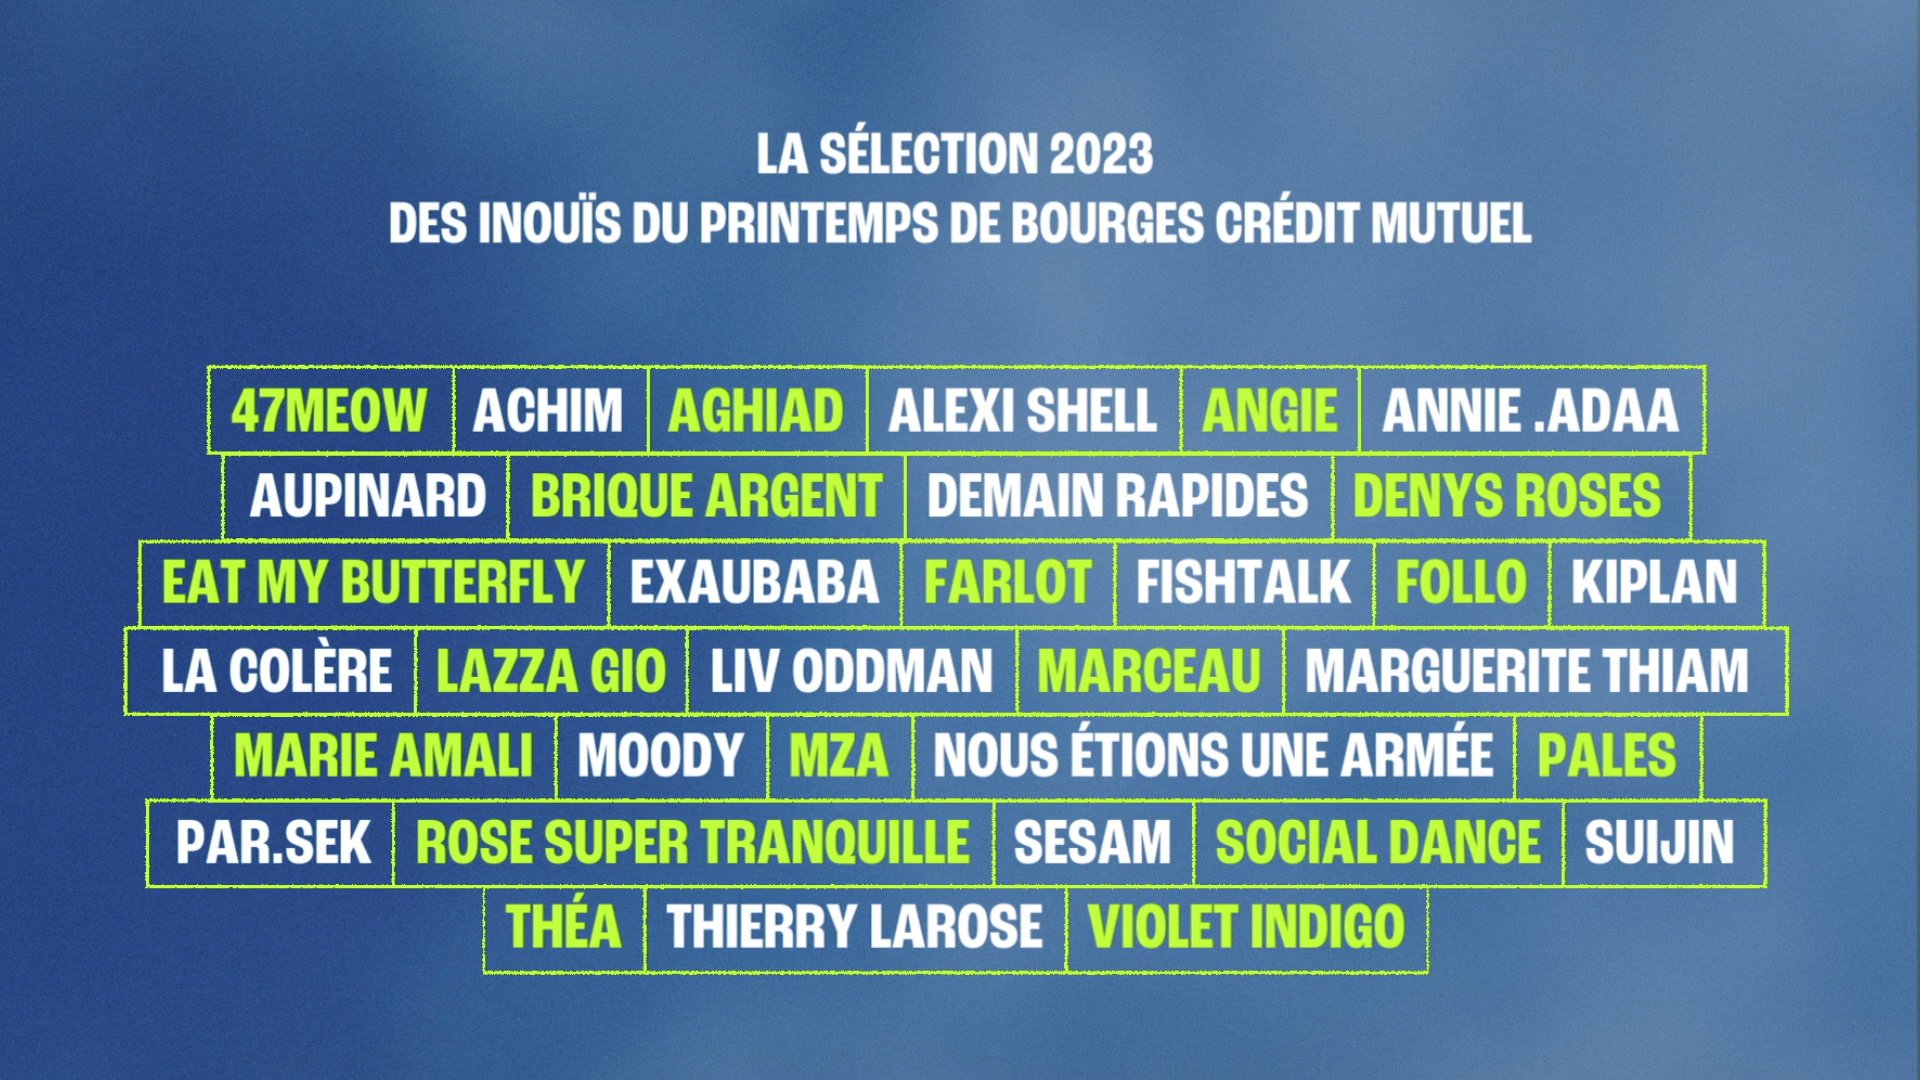 LA SÉLECTION 2023
DES INOUÏS DU PRINTEMPS DE BOURGES CRÉDIT MUTUEL
47MEOW ACHIM AGHIAD ALEXI SHELL ANGIE ANNIE .ADAA
AUPINARD BRIQUE ARGENT DEMAIN RAPIDES DENYS ROSES
EAT MY BUTTERFLY EXAUBABA FARLOT FISHTALK FOLLO KIPLAN
LA COLÈRE LAZZA GIO LIV ODDMAN MARCEAU MARGUERITE THIAM
MARIE AMALI MOODY MZA NOUS ÉTIONS UNE ARMÉE PALES
PAR.SEK ROSE SUPER TRANQUILLE SESAM SOCIAL DANCE SUIJIN
THÉA THIERRY LAROSE VIOLET INDIGO